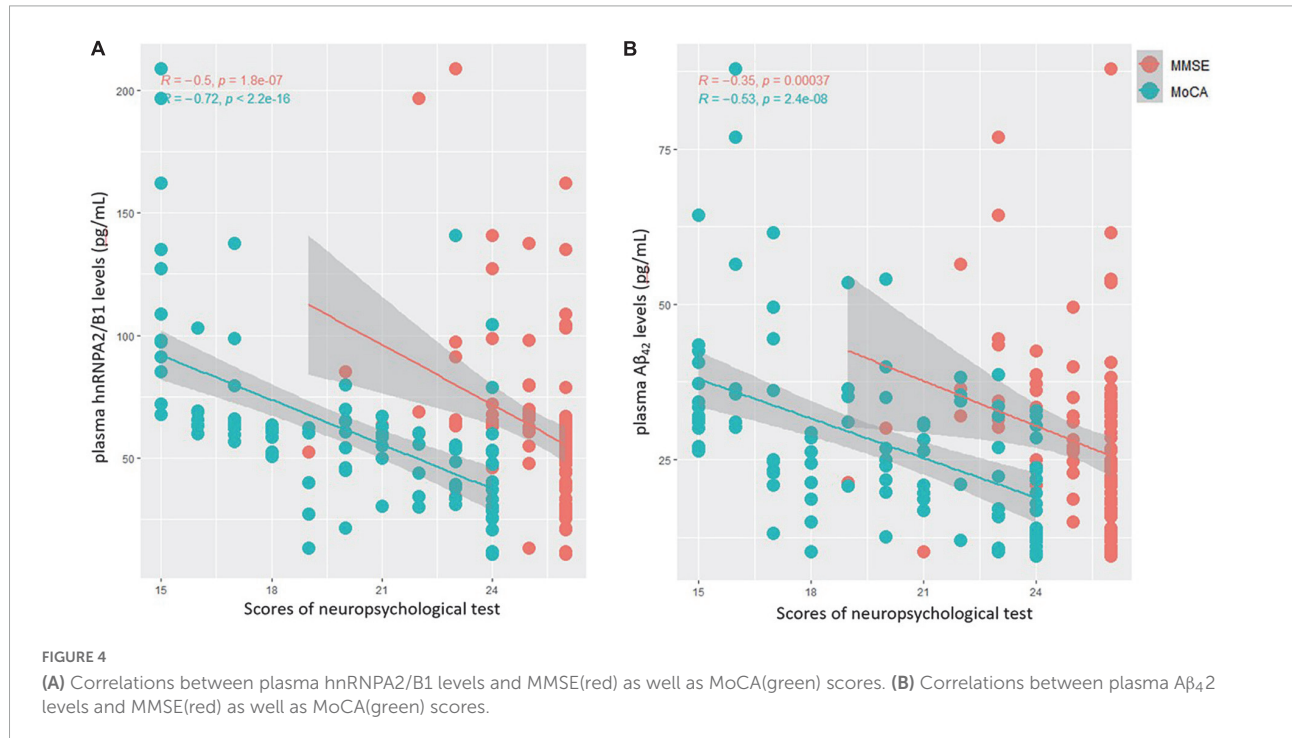 A
R = −0.5, p = 1.8e-07
R = −0.72, p < 2.2e-16
plasma hnRNPA2/B1 levels (pg/mL)
200
150
100
50
15
18
21
24
Scores of neuropsychological test
B
R = −0.35, p = 0.00037
R = −0.53, p = 2.4e-08
plasma Aβ₄₂ levels (pg/mL)
75
50
25
15
18
21
24
Scores of neuropsychological test
MMSE
MoCA
FIGURE 4
(A) Correlations between plasma hnRNPA2/B1 levels and MMSE(red) as well as MoCA(green) scores. (B) Correlations between plasma Aβ₄2
levels and MMSE(red) as well as MoCA(green) scores.